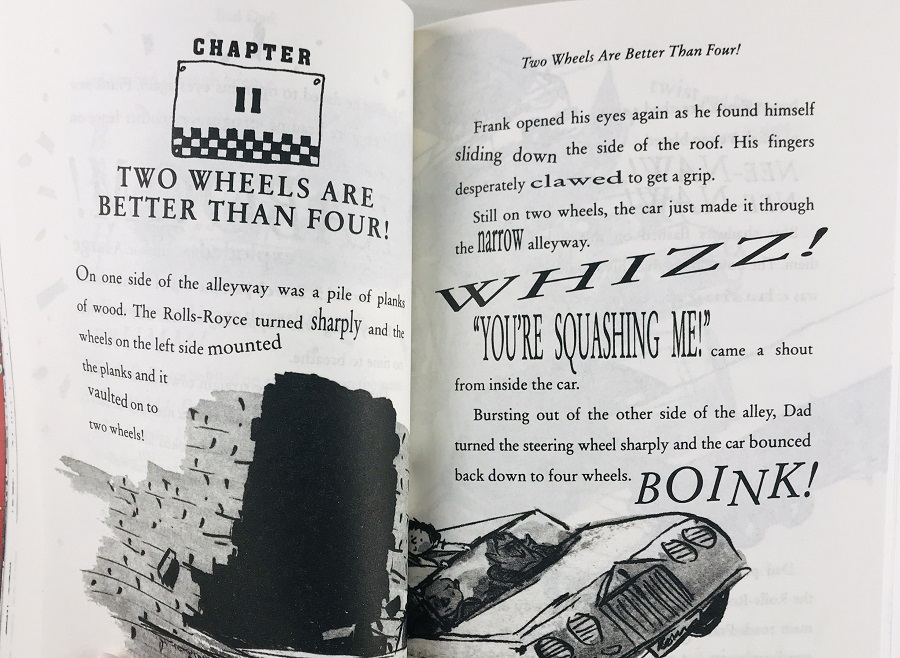 CHAPTER
11
TWO WHEELS ARE
BETTER THAN FOUR!
On one side of the alleyway was a pile of planks
of wood. The Rolls-Royce turned sharply and the
wheels on the left side mounted
the planks and it
vaulted on to
two wheels!
Two Wheels Are Better Than Four!
Frank opened his eyes again as he found himself
sliding down the side of the roof. His fingers
desperately clawed to get a grip.
Still on two wheels, the car just made it through
the narrow alleyway.
WHIZZ!
“YOU’RE SQUASHING ME!” came a shout
from inside the car.
Bursting out of the other side of the alley, Dad
turned the steering wheel sharply and the car bounced
back down to four wheels. BOINK!